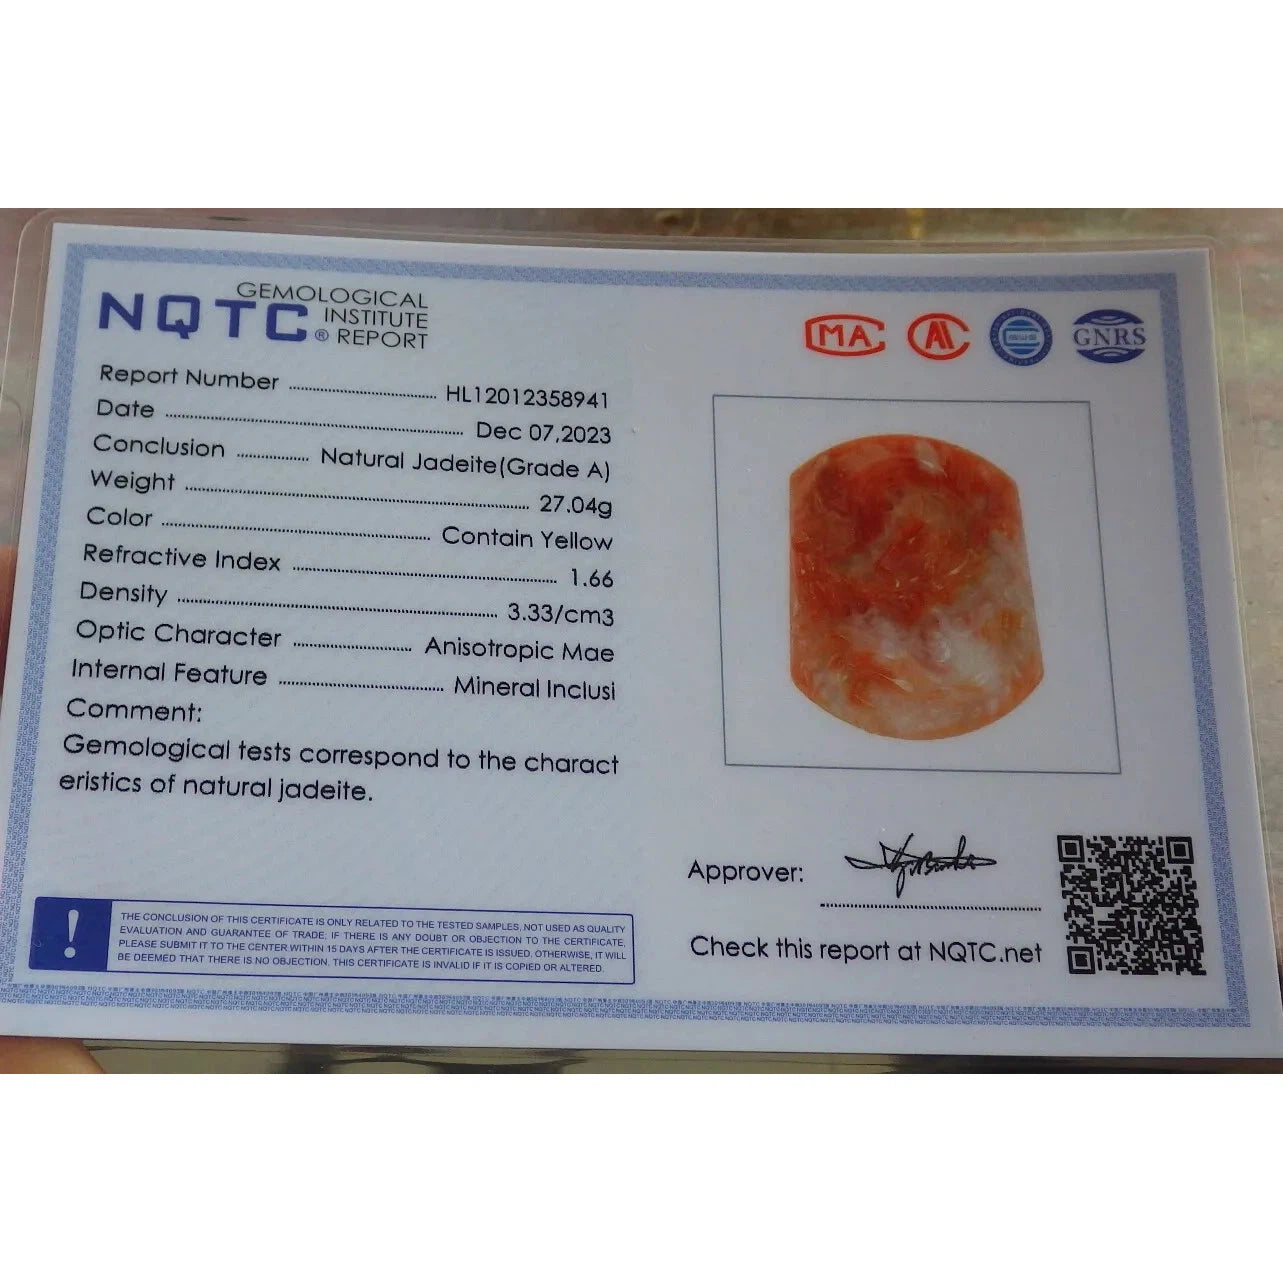 NQTC® GEMOLOGICAL
INSTITUTE
REPORT
MA
GNRS
Report Number HL12012358941
Date Dec 07,2023
Conclusion Natural Jadeite(Grade A)
Weight 27.04g
Color Contain Yellow
Refractive Index 1.66
Density 3.33/cm3
Optic Character Anisotropic Mae
Internal Feature Mineral Inclusi
Comment:
Gemological tests correspond to the charact
eristics of natural jadeite.
Approver:
Check this report at NQTC.net
!
THE CONCLUSION OF THIS CERTIFICATE IS ONLY RELATED TO THE TESTED SAMPLES, NOT USED AS QUALITY
EVALUATION AND GUARANTEE OF TRADE; IF THERE IS ANY DOUBT OR OBJECTION TO THE CERTIFICATE,
PLEASE SUBMIT IT TO THE CENTER WITHIN 15 DAYS AFTER THE CERTIFICATE IS ISSUED. OTHERWISE, IT WILL
BE DEEMED THAT THERE IS NO OBJECTION. THIS CERTIFICATE IS INVALID IF IT IS COPIED OR ALTERED.